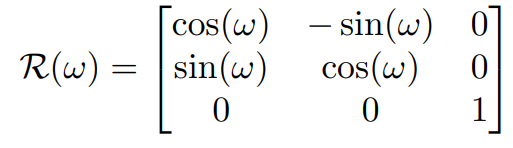 cos(ω) − sin(ω) 0
ℛ(ω) = sin(ω) cos(ω) 0
0 0 1